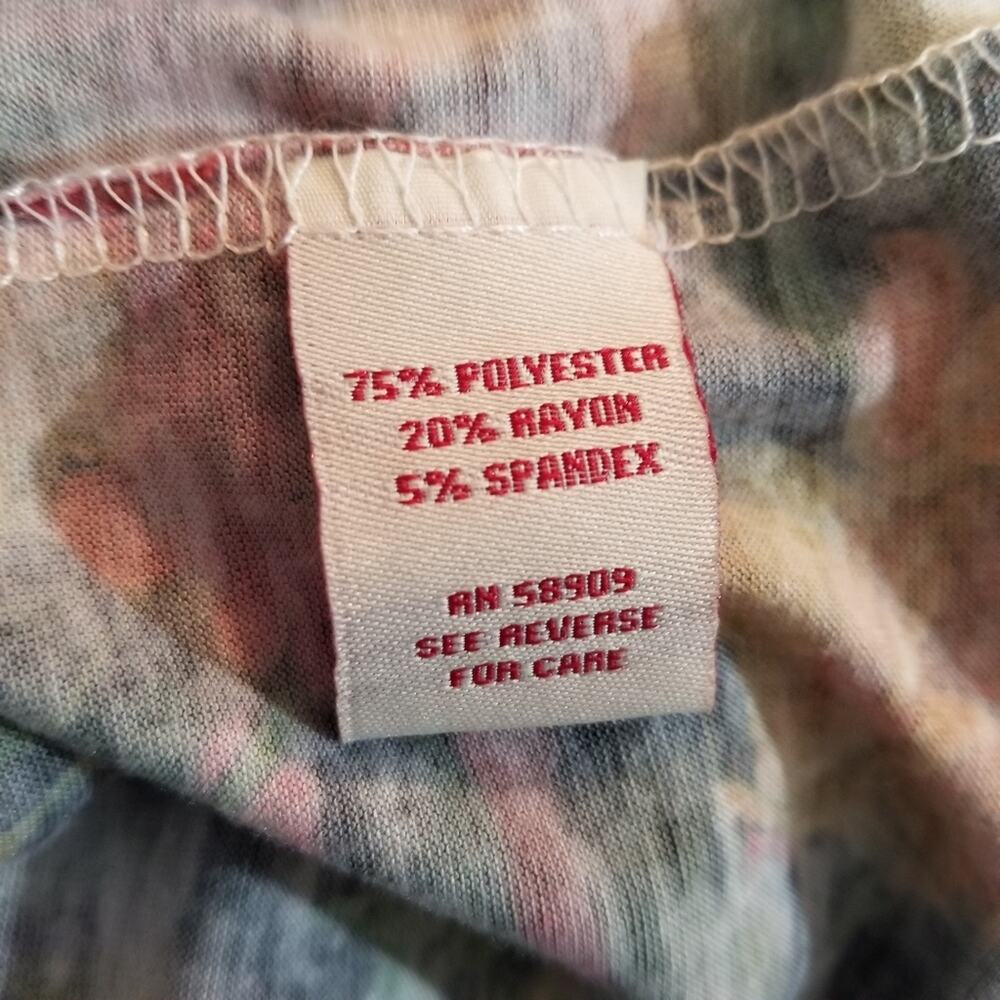 75% POLYESTER
20% RAYON
5% SPANDEX
RN 58909
SEE REVERSE
FOR CARE